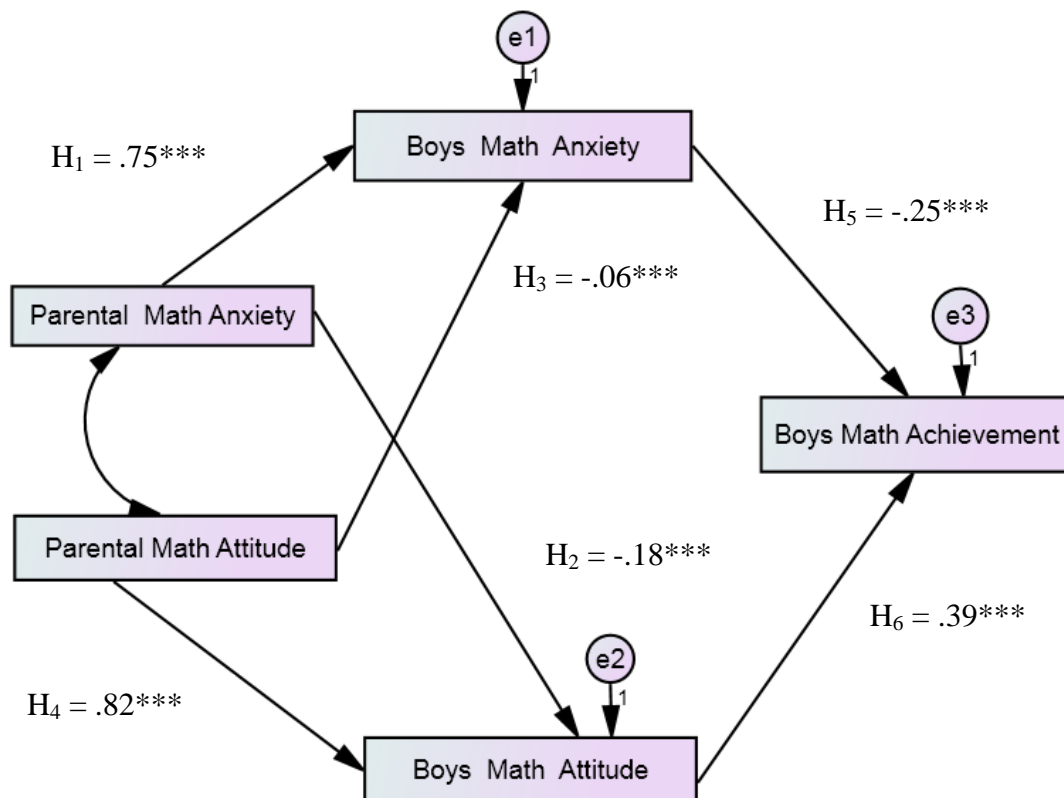 e1
1
Boys Math Anxiety
H₁ = .75***
H₅ = -.25***
H₃ = -.06***
Parental Math Anxiety
e3
1
Boys Math Achievement
Parental Math Attitude
H₂ = -.18***
H₆ = .39***
e2
1
H₄ = .82***
Boys Math Attitude